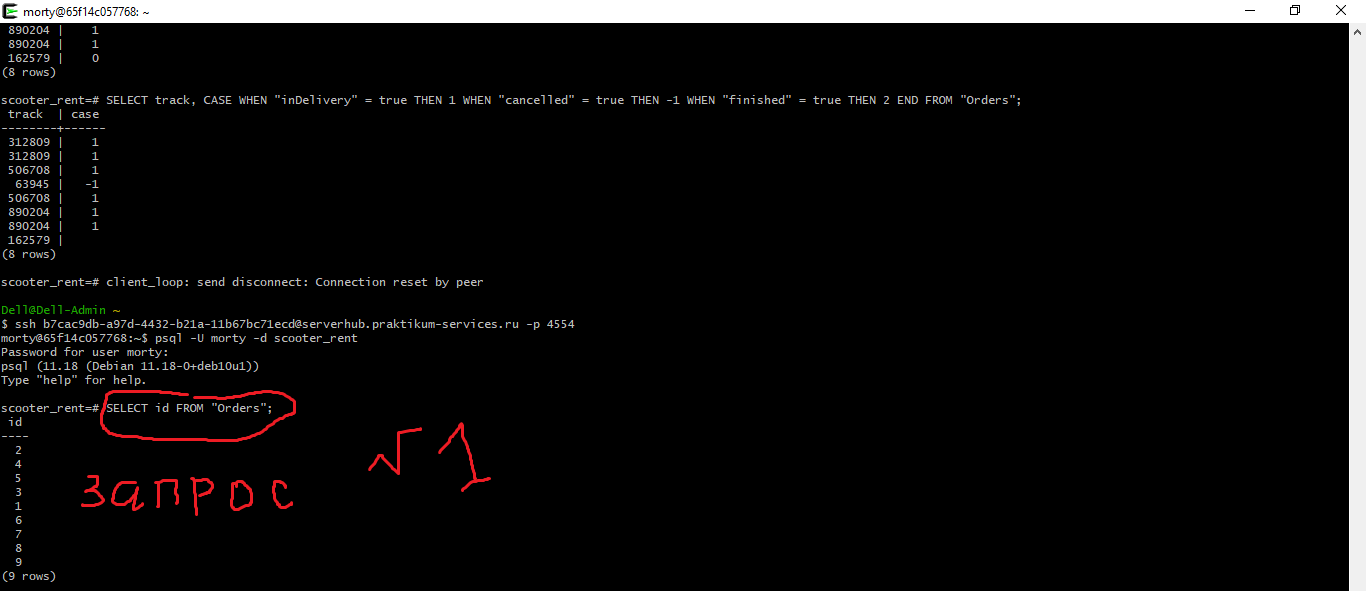 morty@65f14c057768: ~
890204 | 1
890204 | 1
162579 | 0
(8 rows)
scooter_rent=# SELECT track, CASE WHEN "inDelivery" = true THEN 1 WHEN "cancelled" = true THEN -1 WHEN "finished" = true THEN 2 END FROM "Orders";
track | case
--------+------
312809 | 1
312809 | 1
506708 | 1
63945 | -1
506708 | 1
890204 | 1
890204 | 1
162579 |
(8 rows)
scooter_rent=# client_loop: send disconnect: Connection reset by peer
Dell@Dell-Admin ~
$ ssh b7cac9db-a97d-4432-b21a-11b67bc71ecd@serverhub.praktikum-services.ru -p 4554
morty@65f14c057768:~$ psql -U morty -d scooter_rent
Password for user morty:
psql (11.18 (Debian 11.18-0+deb10u1))
Type "help" for help.
scooter_rent=# SELECT id FROM "Orders";
id
----
2
4
5
3
1
6
7
8
9
(9 rows)
запрос √1